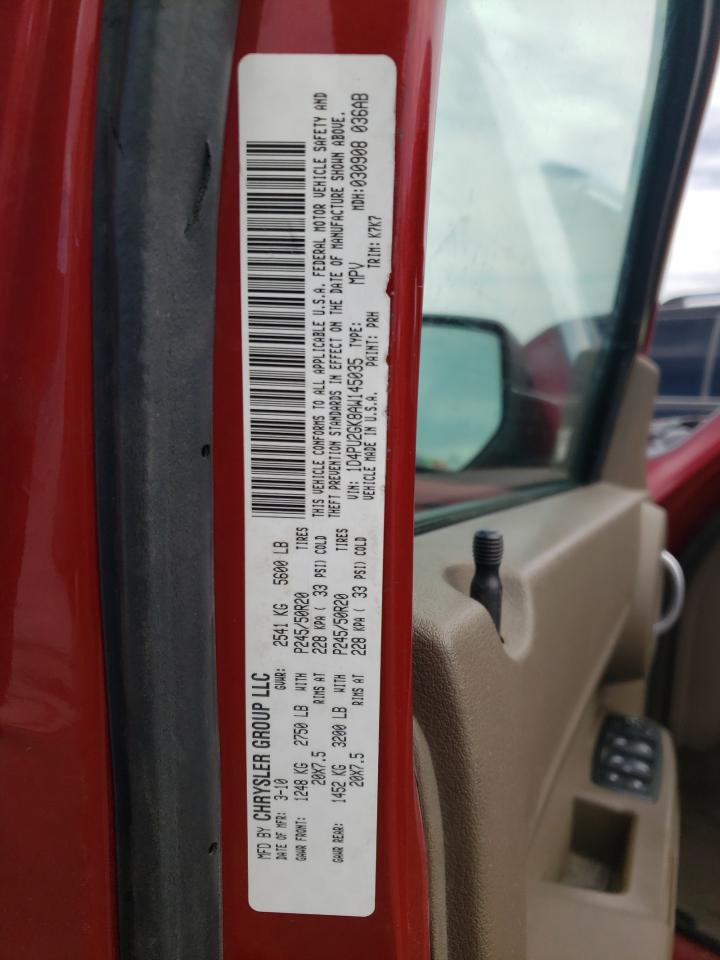 MFD BY CHRYSLER GROUP LLC
DATE OF MFR: 3-10 GVWR: 2541 KG 5600 LB
GAWR FRONT: 1248 KG 2750 LB WITH P245/50R20 TIRES
20X7.5 RIMS AT 228 KPA ( 33 PSI) COLD
GAWR REAR: 1452 KG 3200 LB WITH P245/50R20 TIRES
20X7.5 RIMS AT 228 KPA ( 33 PSI) COLD
THIS VEHICLE CONFORMS TO ALL APPLICABLE U.S.A. FEDERAL MOTOR VEHICLE SAFETY AND
THEFT PREVENTION STANDARDS IN EFFECT ON THE DATE OF MANUFACTURE SHOWN ABOVE.
VIN: 1D4PU2GK8AW145035 TYPE: MPV MDH:030908 036AB
VEHICLE MADE IN U.S.A. PAINT: PRH TRIM: K7K7